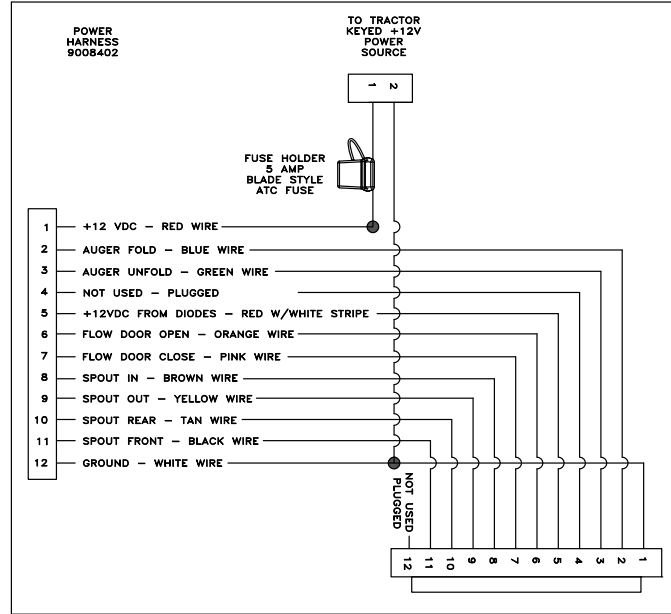 POWER
HARNESS
9008402
TO TRACTOR
KEYED +12V
POWER
SOURCE
1 2
FUSE HOLDER
5 AMP
BLADE STYLE
ATC FUSE
1 +12 VDC – RED WIRE
2 AUGER FOLD – BLUE WIRE
3 AUGER UNFOLD – GREEN WIRE
4 NOT USED – PLUGGED
5 +12VDC FROM DIODES – RED W/WHITE STRIPE
6 FLOW DOOR OPEN – ORANGE WIRE
7 FLOW DOOR CLOSE – PINK WIRE
8 SPOUT IN – BROWN WIRE
9 SPOUT OUT – YELLOW WIRE
10 SPOUT REAR – TAN WIRE
11 SPOUT FRONT – BLACK WIRE
12 GROUND – WHITE WIRE
NOT USED
PLUGGED
12 11 10 9 8 7 6 5 4 3 2 1